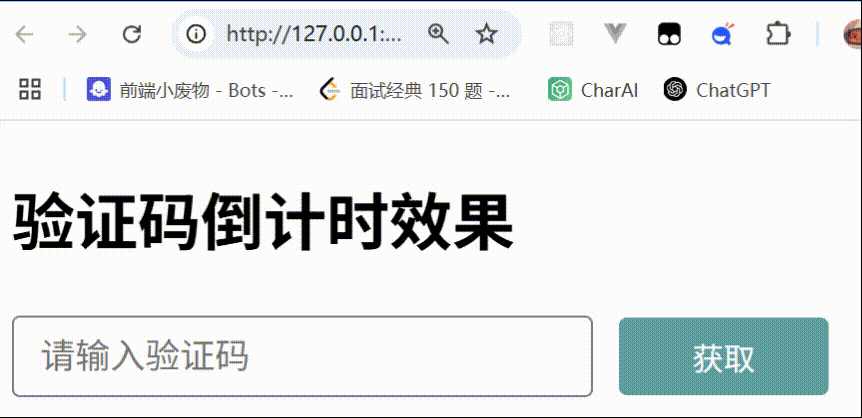 http://127.0.0.1:...
前端小废物 - Bots -...
面试经典 150 题 -...
CharAI
ChatGPT
验证码倒计时效果
请输入验证码
获取